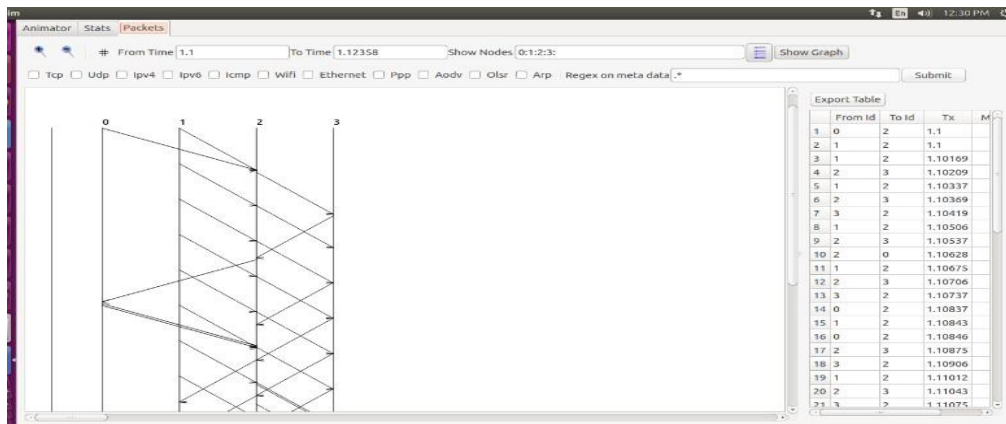 lm
En 12:30 PM
Animator Stats Packets
# From Time 1.1 To Time 1.12358 Show Nodes 0:1:2:3: Show Graph
Tcp Udp Ipv4 Ipv6 Icmp Wifi Ethernet Ppp Aodv Olsr Arp Regex on meta data .* Submit
0 1 2 3
Export Table
From Id To Id Tx M
1 0 2 1.1
2 1 2 1.1
3 1 2 1.10169
4 2 3 1.10209
5 1 2 1.10337
6 2 3 1.10369
7 3 2 1.10419
8 1 2 1.10506
9 2 3 1.10537
10 2 0 1.10628
11 1 2 1.10675
12 2 3 1.10706
13 3 2 1.10737
14 0 2 1.10837
15 1 2 1.10843
16 0 2 1.10846
17 2 3 1.10875
18 3 2 1.10906
19 1 2 1.11012
20 2 3 1.11043
21 3 2 1.11075